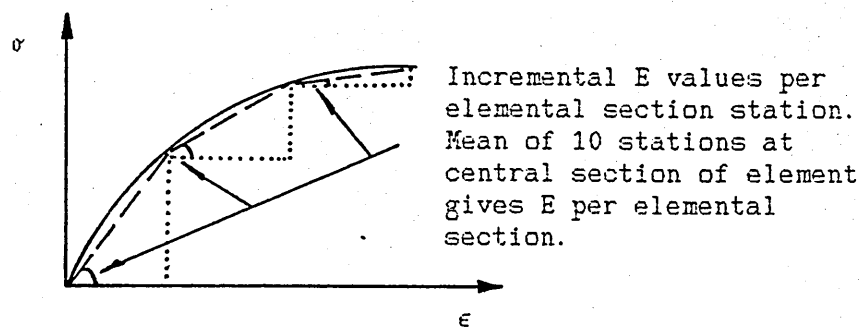 σ
Incremental E values per
elemental section station.
Mean of 10 stations at
central section of element
gives E per elemental
section.
ε